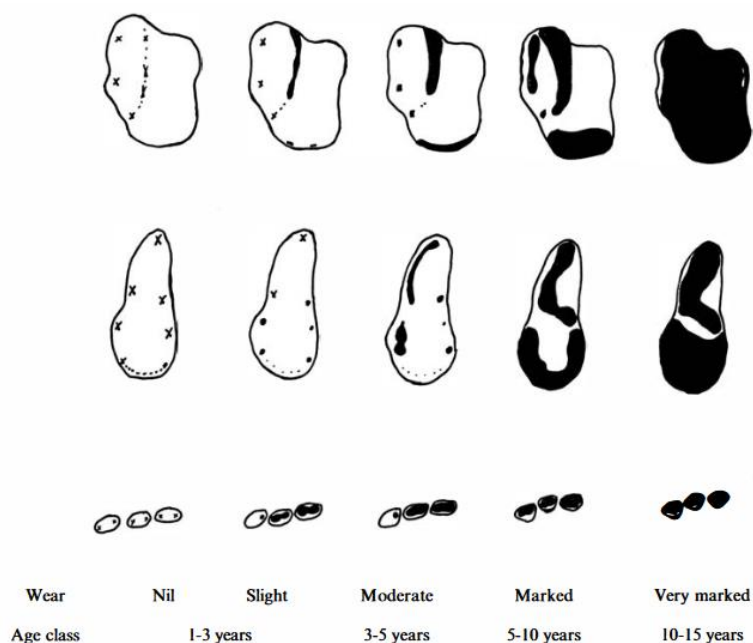 Wear Nil Slight Moderate Marked Very marked
Age class 1-3 years 3-5 years 5-10 years 10-15 years